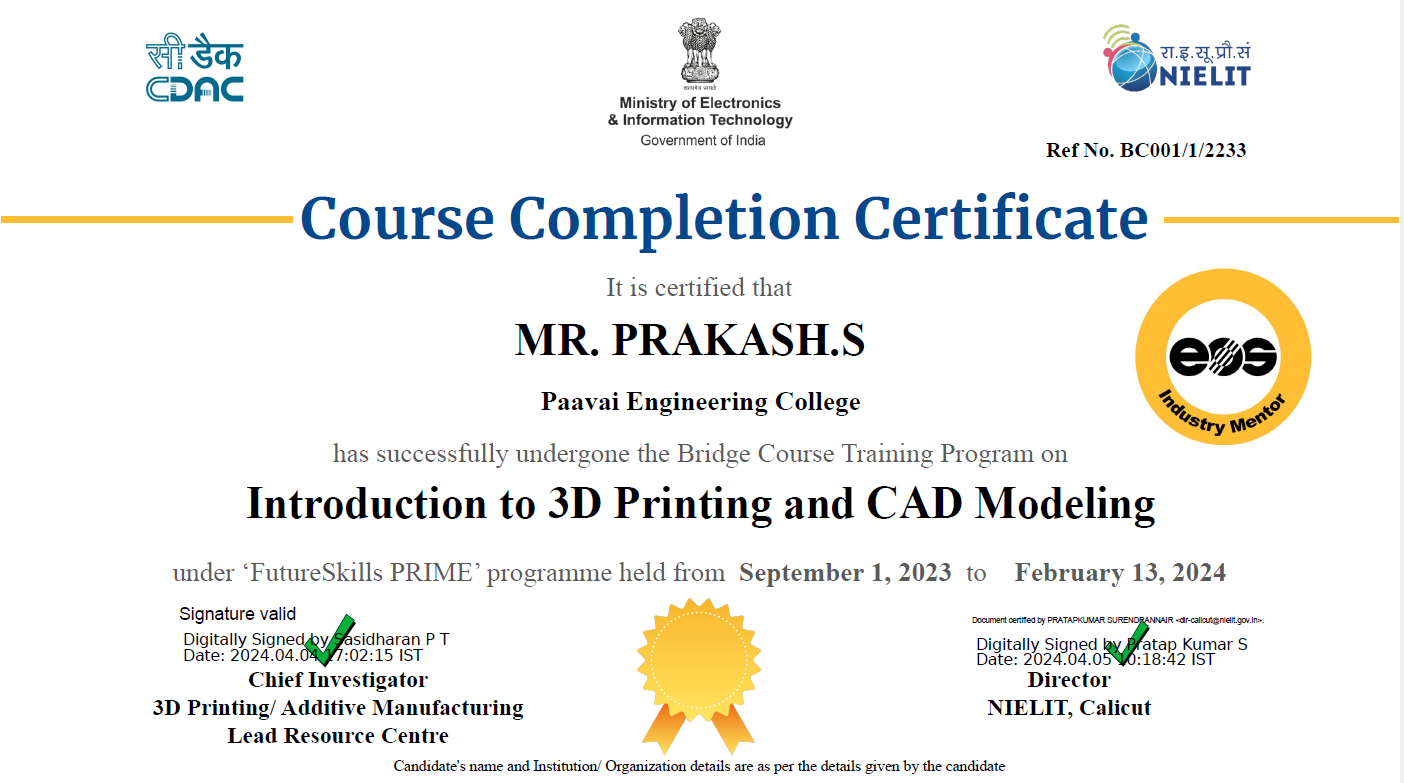 सी डैक
CDAC
सत्यमेव जयते
Ministry of Electronics
& Information Technology
Government of India
रा.इ.सू.प्रौ.सं
NIELIT
Ref No. BC001/1/2233
Course Completion Certificate
It is certified that
MR. PRAKASH.S
Paavai Engineering College
eos
Industry Mentor
has successfully undergone the Bridge Course Training Program on
Introduction to 3D Printing and CAD Modeling
under ‘FutureSkills PRIME’ programme held from September 1, 2023 to February 13, 2024
Signature valid
Digitally Signed by Sasidharan P T
Date: 2024.04.04 17:02:15 IST
Chief Investigator
3D Printing/ Additive Manufacturing
Lead Resource Centre
Document certified by PRATAPKUMAR SURENDRANNAIR <dir-calicut@nielit.gov.in>.
Digitally Signed by Pratap Kumar S
Date: 2024.04.05 10:18:42 IST
Director
NIELIT, Calicut
Candidate's name and Institution/ Organization details are as per the details given by the candidate